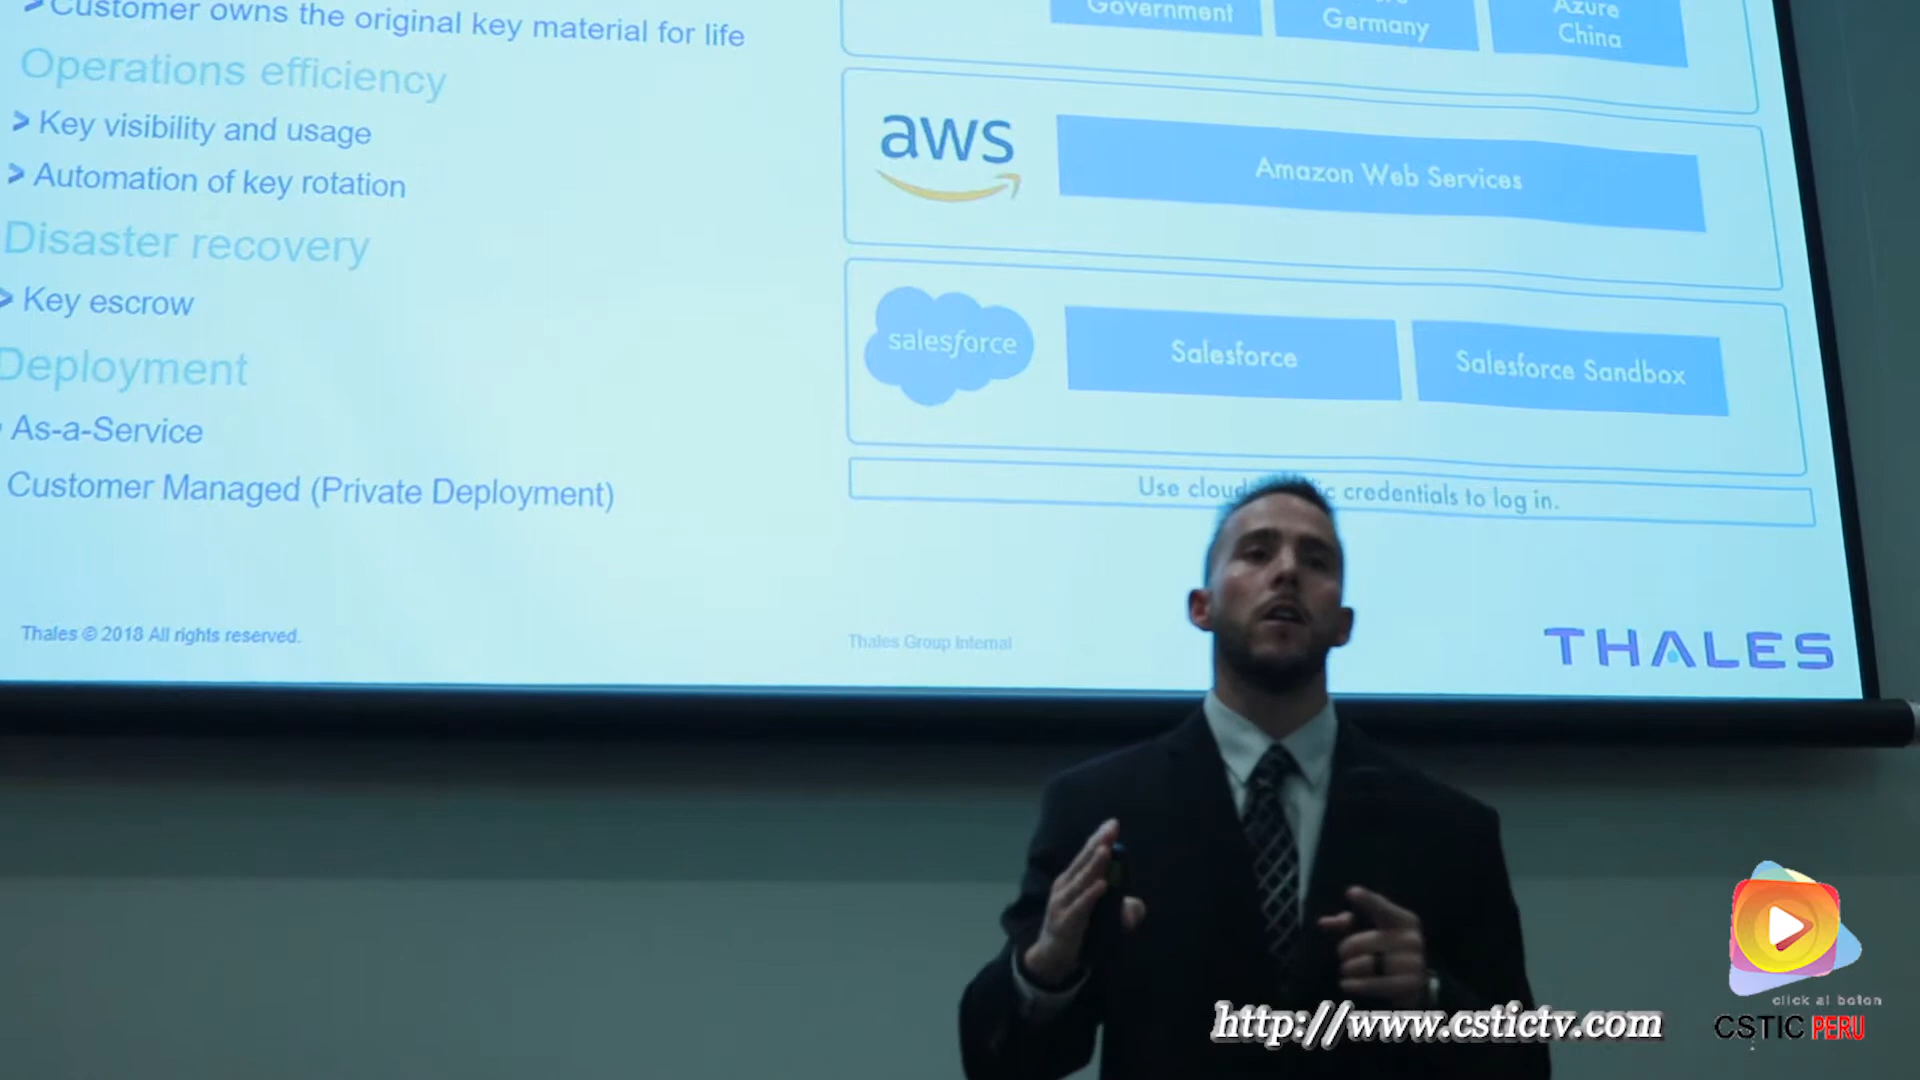 > Customer owns the original key material for life
Operations efficiency
> Key visibility and usage
> Automation of key rotation
Disaster recovery
> Key escrow
Deployment
As-a-Service
Customer Managed (Private Deployment)
Government
Germany
Azure
China
aws
Amazon Web Services
salesforce
Salesforce
Salesforce Sandbox
Use cloud credentials to log in.
Thales © 2018 All rights reserved.
Thales Group Internal
THALES
click al boton
http://www.cstictv.com
CSTIC PERU